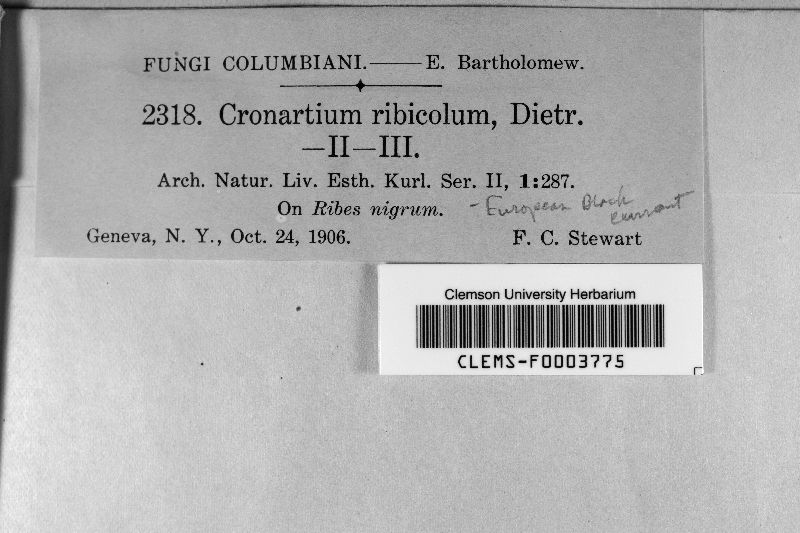 FUNGI COLUMBIANI.——E. Bartholomew.
2318. Cronartium ribicolum, Dietr.
—II—III.
Arch. Natur. Liv. Esth. Kurl. Ser. II, 1:287.
On Ribes nigrum. - European Black
currant
Geneva, N. Y., Oct. 24, 1906. F. C. Stewart
Clemson University Herbarium
CLEMS-F0003775